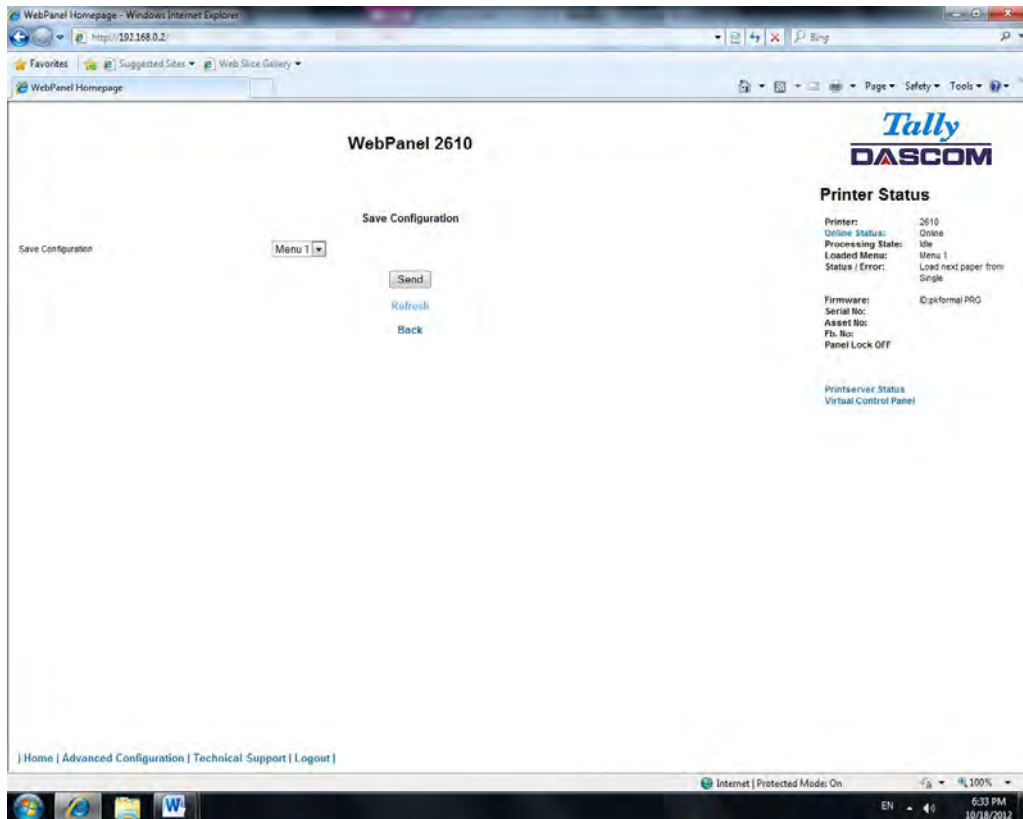 WebPanel Homepage - Windows Internet Explorer
http://192.168.0.2/
Bing
Favorites Suggested Sites Web Slice Gallery
WebPanel Homepage
Page Safety Tools
Tally
DASCOM
WebPanel 2610
Printer Status
Save Configuration
Printer: 2610
Online Status: Online
Processing State: Idle
Loaded Menu: Menu 1
Status / Error: Load next paper from
Single
Save Configuration Menu 1
Send
Refresh
Back
Firmware:
Serial No:
Asset No:
Fb. No:
Panel Lock OFF
Printserver Status
Virtual Control Panel
| Home | Advanced Configuration | Technical Support | Logout |
Internet | Protected Mode: On 100%
W
EN 6:33 PM
10/18/2012